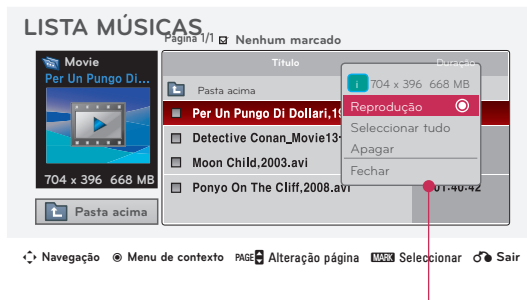 LISTA MÚSICAS
Página 1/1 Nenhum marcado
Movie
Per Un Pungo Di...
704 x 396 668 MB
Pasta acima
Título Duração
Pasta acima
Per Un Pungo Di Dollari,19
Detective Conan_Movie13-
Moon Child,2003.avi
Ponyo On The Cliff,2008.avi 01:40:42
i 704 x 396 668 MB
Reprodução
Seleccionar tudo
Apagar
Fechar
Navegação Menu de contexto PAGE Alteração página MARK Seleccionar Sair